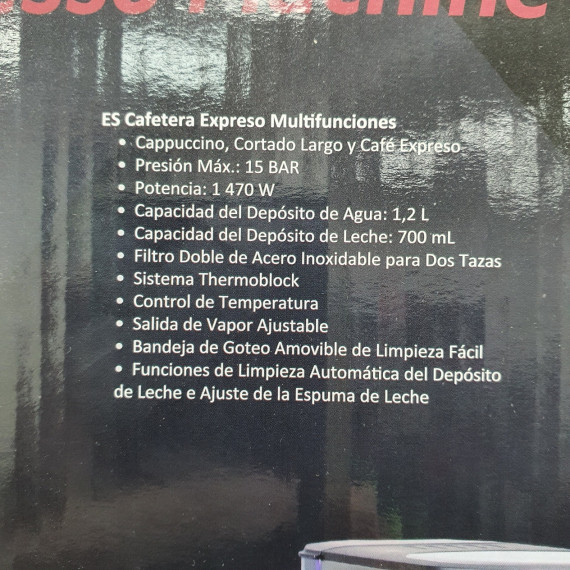 Machine
ES Cafetera Expreso Multifunciones
• Cappuccino, Cortado Largo y Café Expreso
• Presión Máx.: 15 BAR
• Potencia: 1 470 W
• Capacidad del Depósito de Agua: 1,2 L
• Capacidad del Depósito de Leche: 700 mL
• Filtro Doble de Acero Inoxidable para Dos Tazas
• Sistema Thermoblock
• Control de Temperatura
• Salida de Vapor Ajustable
• Bandeja de Goteo Amovible de Limpieza Fácil
• Funciones de Limpieza Automática del Depósito
de Leche e Ajuste de la Espuma de Leche